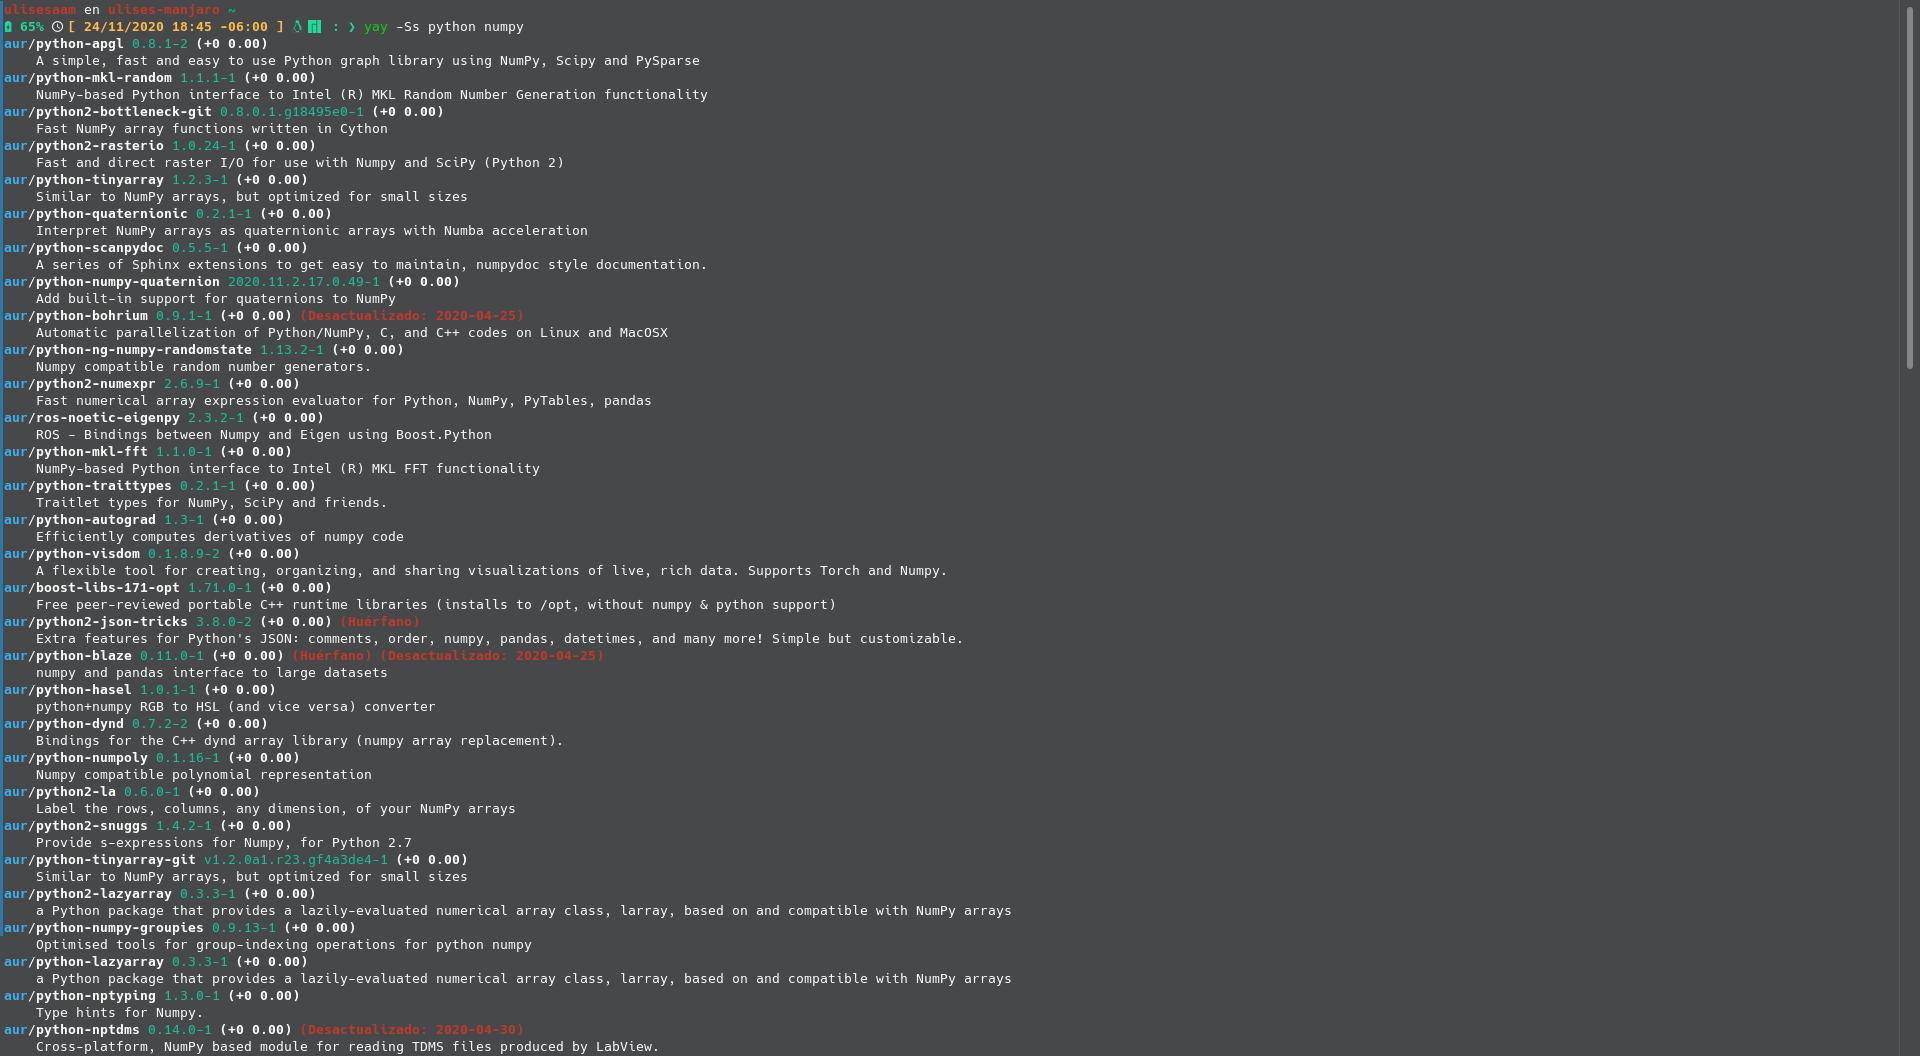 ulisesaam en ulises-manjaro ~
65% [ 24/11/2020 18:45 -06:00 ] : ❯ yay -Ss python numpy
aur/python-apgl 0.8.1-2 (+0 0.00)
A simple, fast and easy to use Python graph library using NumPy, Scipy and PySparse
aur/python-mkl-random 1.1.1-1 (+0 0.00)
NumPy-based Python interface to Intel (R) MKL Random Number Generation functionality
aur/python2-bottleneck-git 0.8.0.1.g18495e0-1 (+0 0.00)
Fast NumPy array functions written in Cython
aur/python2-rasterio 1.0.24-1 (+0 0.00)
Fast and direct raster I/O for use with Numpy and SciPy (Python 2)
aur/python-tinyarray 1.2.3-1 (+0 0.00)
Similar to NumPy arrays, but optimized for small sizes
aur/python-quaternionic 0.2.1-1 (+0 0.00)
Interpret NumPy arrays as quaternionic arrays with Numba acceleration
aur/python-scanpydoc 0.5.5-1 (+0 0.00)
A series of Sphinx extensions to get easy to maintain, numpydoc style documentation.
aur/python-numpy-quaternion 2020.11.2.17.0.49-1 (+0 0.00)
Add built-in support for quaternions to NumPy
aur/python-bohrium 0.9.1-1 (+0 0.00) (Desactualizado: 2020-04-25)
Automatic parallelization of Python/NumPy, C, and C++ codes on Linux and MacOSX
aur/python-ng-numpy-randomstate 1.13.2-1 (+0 0.00)
Numpy compatible random number generators.
aur/python2-numexpr 2.6.9-1 (+0 0.00)
Fast numerical array expression evaluator for Python, NumPy, PyTables, pandas
aur/ros-noetic-eigenpy 2.3.2-1 (+0 0.00)
ROS - Bindings between Numpy and Eigen using Boost.Python
aur/python-mkl-fft 1.1.0-1 (+0 0.00)
NumPy-based Python interface to Intel (R) MKL FFT functionality
aur/python-traittypes 0.2.1-1 (+0 0.00)
Traitlet types for NumPy, SciPy and friends.
aur/python-autograd 1.3-1 (+0 0.00)
Efficiently computes derivatives of numpy code
aur/python-visdom 0.1.8.9-2 (+0 0.00)
A flexible tool for creating, organizing, and sharing visualizations of live, rich data. Supports Torch and Numpy.
aur/boost-libs-171-opt 1.71.0-1 (+0 0.00)
Free peer-reviewed portable C++ runtime libraries (installs to /opt, without numpy & python support)
aur/python2-json-tricks 3.8.0-2 (+0 0.00) (Huérfano)
Extra features for Python's JSON: comments, order, numpy, pandas, datetimes, and many more! Simple but customizable.
aur/python-blaze 0.11.0-1 (+0 0.00) (Huérfano) (Desactualizado: 2020-04-25)
numpy and pandas interface to large datasets
aur/python-hasel 1.0.1-1 (+0 0.00)
python+numpy RGB to HSL (and vice versa) converter
aur/python-dynd 0.7.2-2 (+0 0.00)
Bindings for the C++ dynd array library (numpy array replacement).
aur/python-numpoly 0.1.16-1 (+0 0.00)
Numpy compatible polynomial representation
aur/python2-la 0.6.0-1 (+0 0.00)
Label the rows, columns, any dimension, of your NumPy arrays
aur/python2-snuggs 1.4.2-1 (+0 0.00)
Provide s-expressions for Numpy, for Python 2.7
aur/python-tinyarray-git v1.2.0a1.r23.gf4a3de4-1 (+0 0.00)
Similar to NumPy arrays, but optimized for small sizes
aur/python2-lazyarray 0.3.3-1 (+0 0.00)
a Python package that provides a lazily-evaluated numerical array class, larray, based on and compatible with NumPy arrays
aur/python-numpy-groupies 0.9.13-1 (+0 0.00)
Optimised tools for group-indexing operations for python numpy
aur/python-lazyarray 0.3.3-1 (+0 0.00)
a Python package that provides a lazily-evaluated numerical array class, larray, based on and compatible with NumPy arrays
aur/python-nptyping 1.3.0-1 (+0 0.00)
Type hints for Numpy.
aur/python-nptdms 0.14.0-1 (+0 0.00) (Desactualizado: 2020-04-30)
Cross-platform, NumPy based module for reading TDMS files produced by LabView.